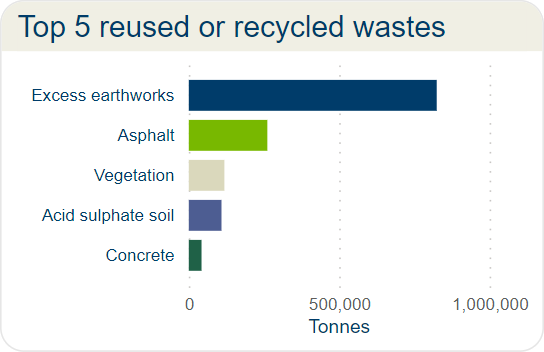 Top 5 reused or recycled wastes
Excess earthworks
Asphalt
Vegetation
Acid sulphate soil
Concrete
0 500,000 1,000,000
Tonnes